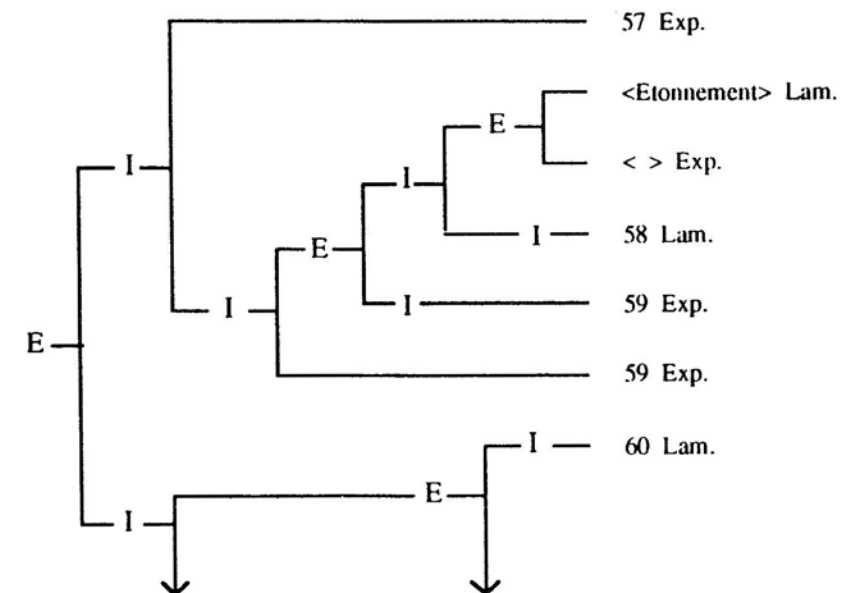 57 Exp.
<Etonnement> Lam.
E
< > Exp.
I
I
58 Lam.
I
E
59 Exp.
I
I
E
59 Exp.
60 Lam.
I
E
I